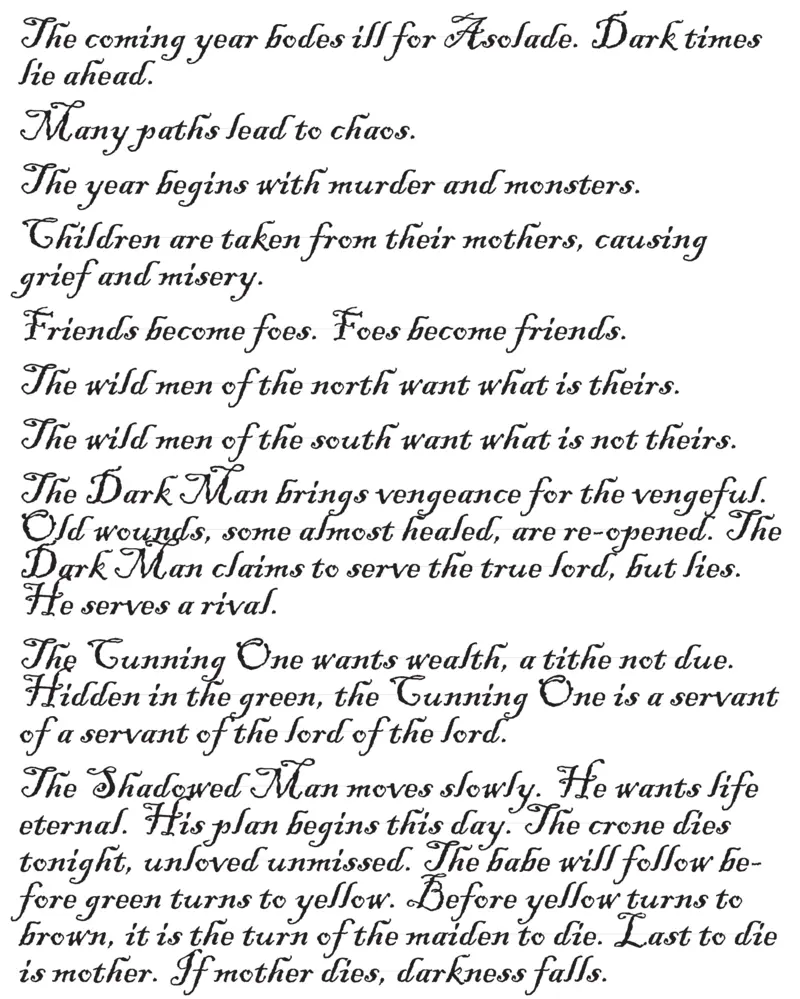 The coming year bodes ill for Asolade. Dark times
lie ahead.
Many paths lead to chaos.
The year begins with murder and monsters.
Children are taken from their mothers, causing
grief and misery.
Friends become foes. Foes become friends.
The wild men of the north want what is theirs.
The wild men of the south want what is not theirs.
The Dark Man brings vengeance for the vengeful.
Old wounds, some almost healed, are re-opened. The
Dark Man claims to serve the true lord, but lies.
He serves a rival.
The Cunning One wants wealth, a tithe not due.
Hidden in the green, the Cunning One is a servant
of a servant of the lord of the lord.
The Shadowed Man moves slowly. He wants life
eternal. His plan begins this day. The crone dies
tonight, unloved unmissed. The babe will follow be-
fore green turns to yellow. Before yellow turns to
brown, it is the turn of the maiden to die. Last to die
is mother. If mother dies, darkness falls.